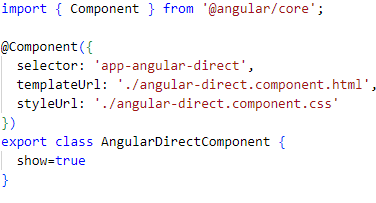 import { Component } from '@angular/core';

@Component({
  selector: 'app-angular-direct',
  templateUrl: './angular-direct.component.html',
  styleUrl: './angular-direct.component.css'
})
export class AngularDirectComponent {
  show=true
}